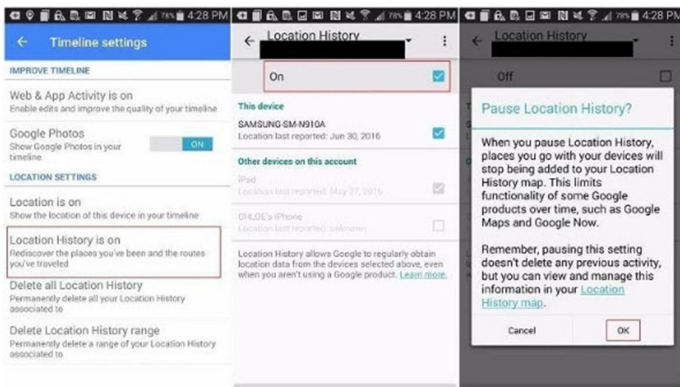 78% 4:28 PM
Timeline settings
IMPROVE TIMELINE
Web & App Activity is on
Enable edits and improve the quality of your timeline
Google Photos
Show Google Photos in your
timeline
ON
LOCATION SETTINGS
Location is on
Show the location of this device in your timeline
Location History is on
Rediscover the places you've been and the routes
you've traveled
Delete all Location History
Permanently delete all your Location History
associated to
Delete Location History range
Permanently delete a range of your Location History
associated to
78% 4:28 PM
Location History
On
This device
SAMSUNG SM-N910A
Location last reported: Jun 30, 2016
Other devices on this account
iPad
Location last reported: May 27, 2016
CHLOE's iPhone
Location last reported: unknown
Location History allows Google to regularly obtain
location data from the devices selected above, even
when you aren't using a Google product. Learn more.
78% 4:28 PM
Location History
Off
Pause Location History?
When you pause Location History,
places you go with your devices will
stop being added to your Location
History map. This limits
functionality of some Google
products over time, such as Google
Maps and Google Now.
Remember, pausing this setting
doesn't delete any previous activity,
but you can view and manage this
information in your Location
History map.
Cancel OK